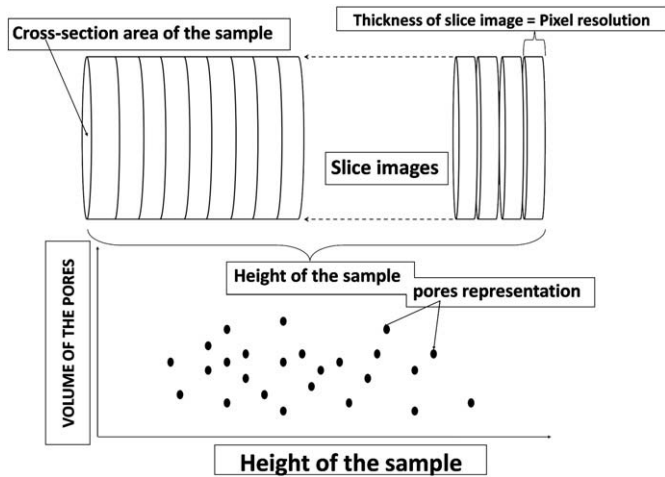 Thickness of slice image = Pixel resolution
Cross-section area of the sample
Slice images
Height of the sample
pores representation
VOLUME OF THE PORES
Height of the sample